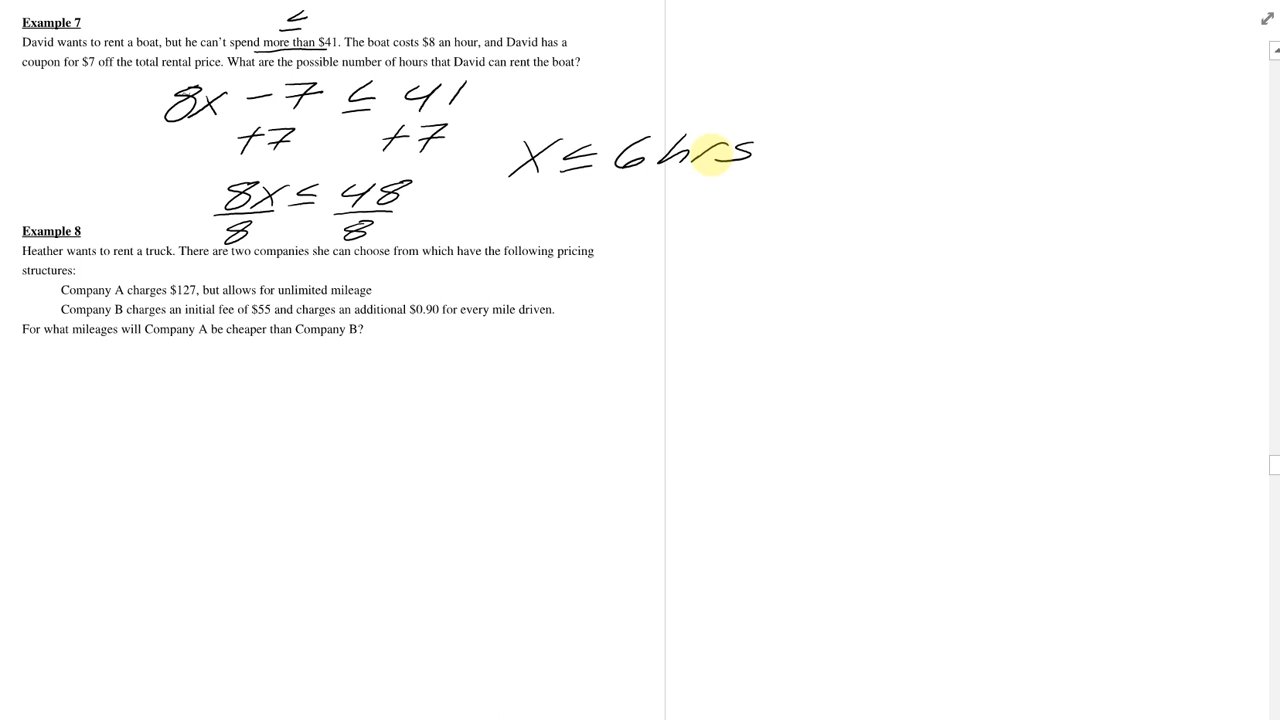 Example 7
≤
David wants to rent a boat, but he can't spend more than $41. The boat costs $8 an hour, and David has a
coupon for $7 off the total rental price. What are the possible number of hours that David can rent the boat?
8x - 7 ≤ 41
+7 +7
x ≤ 6 hrs
8x ≤ 48
8 8
Example 8
Heather wants to rent a truck. There are two companies she can choose from which have the following pricing
structures:
Company A charges $127, but allows for unlimited mileage
Company B charges an initial fee of $55 and charges an additional $0.90 for every mile driven.
For what mileages will Company A be cheaper than Company B?